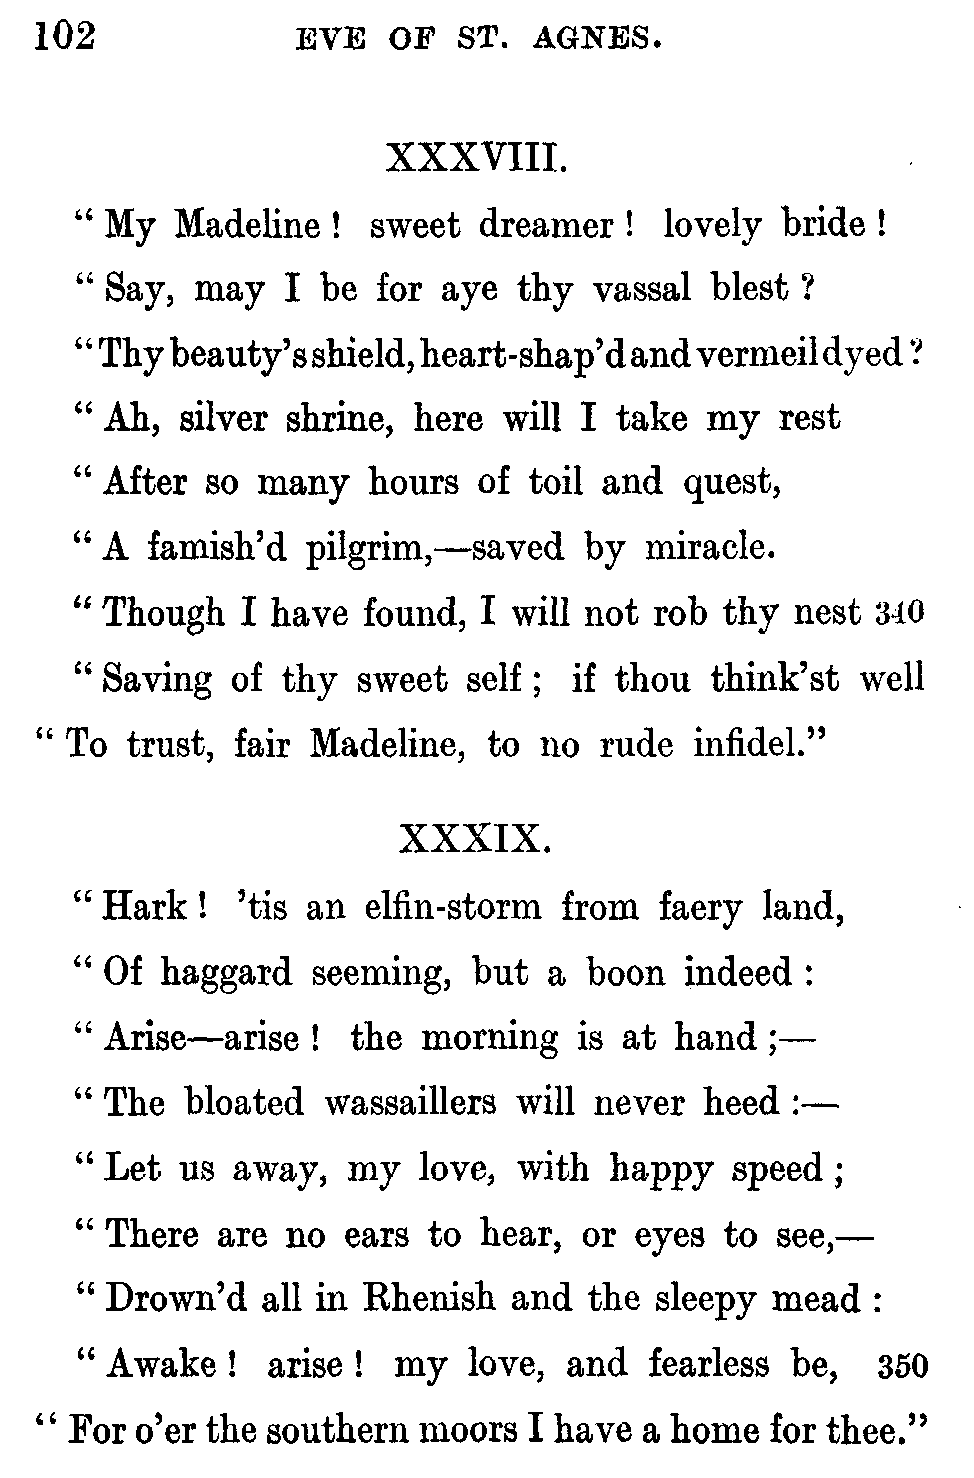 102 EVE OF ST. AGNES.
XXXVIII.
“ My Madeline ! sweet dreamer ! lovely bride !
“ Say, may I be for aye thy vassal blest ?
“ Thy beauty’s shield, heart-shap’d and vermeil dyed ?
“ Ah, silver shrine, here will I take my rest
“ After so many hours of toil and quest,
“ A famish’d pilgrim,—saved by miracle.
“ Though I have found, I will not rob thy nest 340
“ Saving of thy sweet self ; if thou think’st well
“ To trust, fair Madeline, to no rude infidel.”
XXXIX.
“ Hark ! ’tis an elfin-storm from faery land,
“ Of haggard seeming, but a boon indeed :
“ Arise—arise ! the morning is at hand ;—
“ The bloated wassaillers will never heed :—
“ Let us away, my love, with happy speed ;
“ There are no ears to hear, or eyes to see,—
“ Drown’d all in Rhenish and the sleepy mead :
“ Awake ! arise ! my love, and fearless be, 350
“ For o’er the southern moors I have a home for thee.”